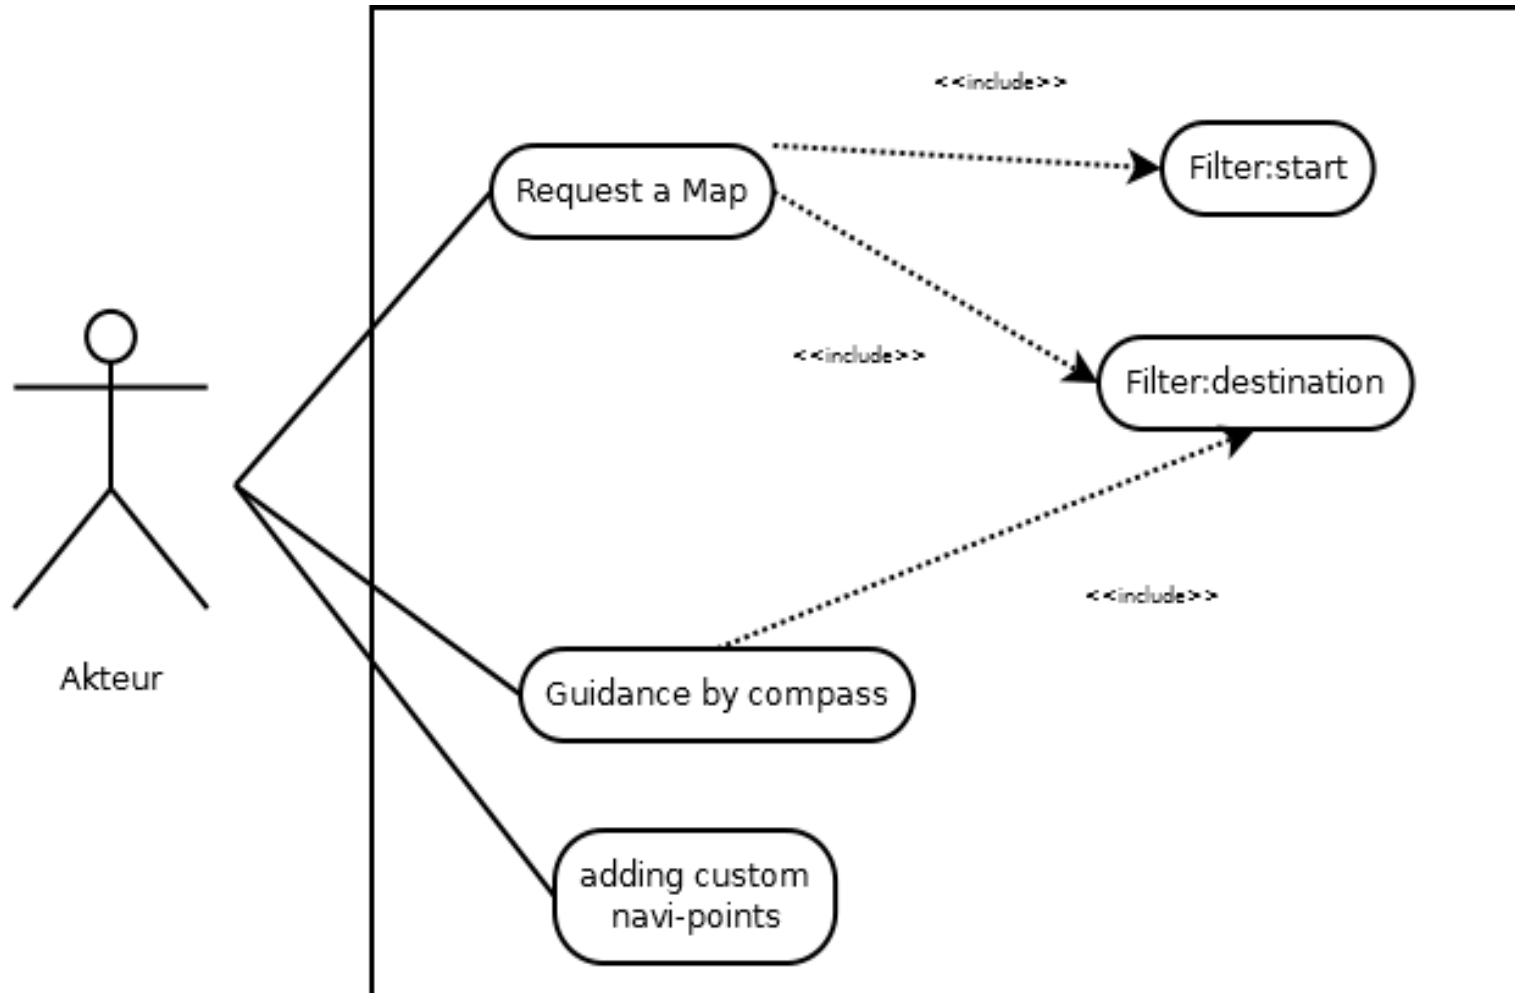 <<include>>
Filter:start
Request a Map
<<include>>
Filter:destination
<<include>>
Akteur
Guidance by compass
adding custom
navi-points